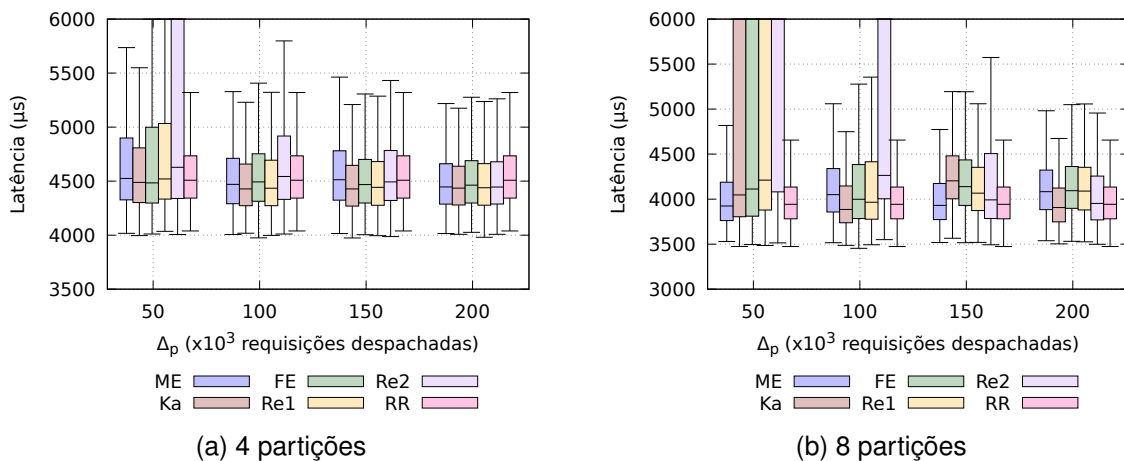 6000
5500
5000
4500
4000
3500
Latência (µs)
50 100 150 200
Δp (x10³ requisições despachadas)
ME FE Re2
Ka Re1 RR
(a) 4 partições
6000
5500
5000
4500
4000
3500
3000
Latência (µs)
50 100 150 200
Δp (x10³ requisições despachadas)
ME FE Re2
Ka Re1 RR
(b) 8 partições